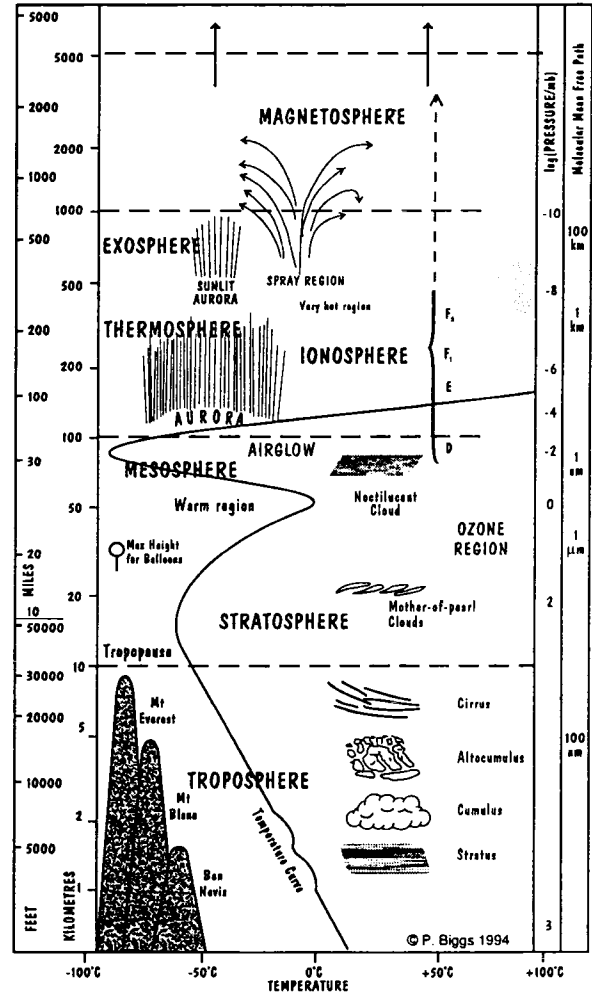 5000
5000
5000
2000
MAGNETOSPHERE
2000
1000
1000
-10
EXOSPHERE
500
100
km
SUNLIT
AURORA
SPRAY REGION
500
-8
Very hot region
THERMOSPHERE
F₂
1
km
200
IONOSPHERE
200
F₁
-6
100
E
AURORA
-4
100
AIRGLOW
D
-2
30
MESOSPHERE
1
Noctilucent
Cloud
Warm region
50
0
OZONE
REGION
1
µm
Max Height
for Balloons
20
MILES
20
2
10
50000
STRATOSPHERE
Mother-of-pearl
Clouds
Tropopause
10
30000
Mt
Everest
Cirrus
20000
5
100
nm
Altocumulus
TROPOSPHERE
10000
Mt
Blanc
2
Cumulus
5000
Temperature Curve
Stratus
Ben
Nevis
1
FEET
KILOMETRES
3
© P. Biggs 1994
-100°C
-50°C
0°C
+50°C
+100°C
TEMPERATURE
log(PRESSURE/mb)
Molecular Mean Free Path